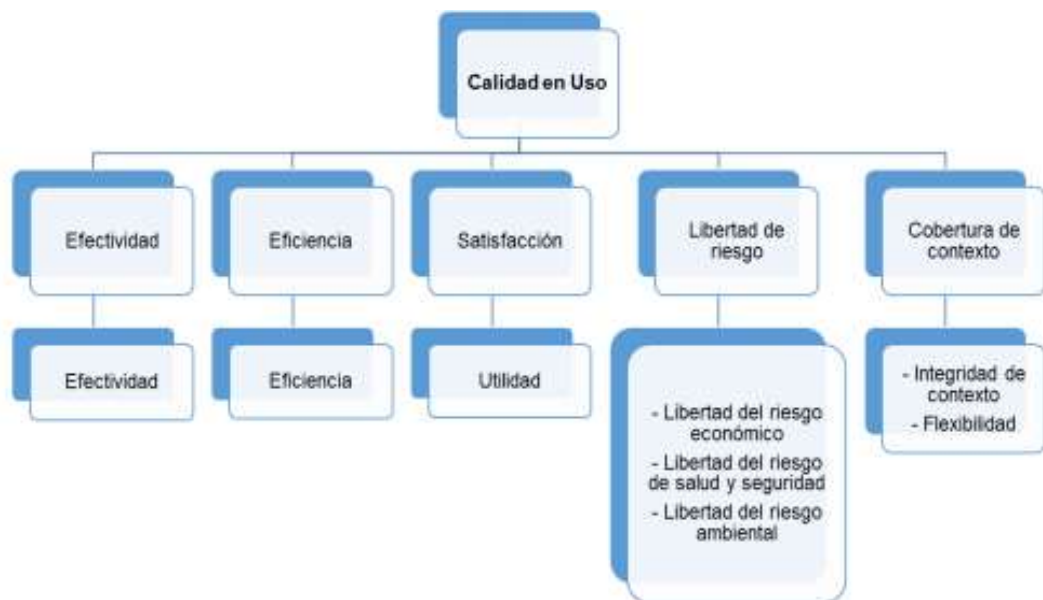 Calidad en Uso
Efectividad
Eficiencia
Satisfacción
Libertad de
riesgo
Cobertura de
contexto
Efectividad
Eficiencia
Utilidad
- Libertad del riesgo
económico
- Libertad del riesgo
de salud y seguridad
- Libertad del riesgo
ambiental
- Integridad de
contexto
- Flexibilidad